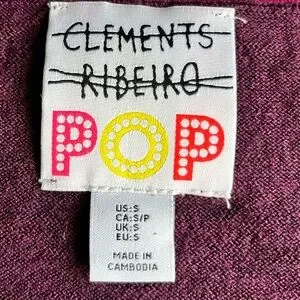 CLEMENTS
RIBEIRO
POP
US:S
CA:S/P
UK:S
EU:S
MADE IN
CAMBODIA